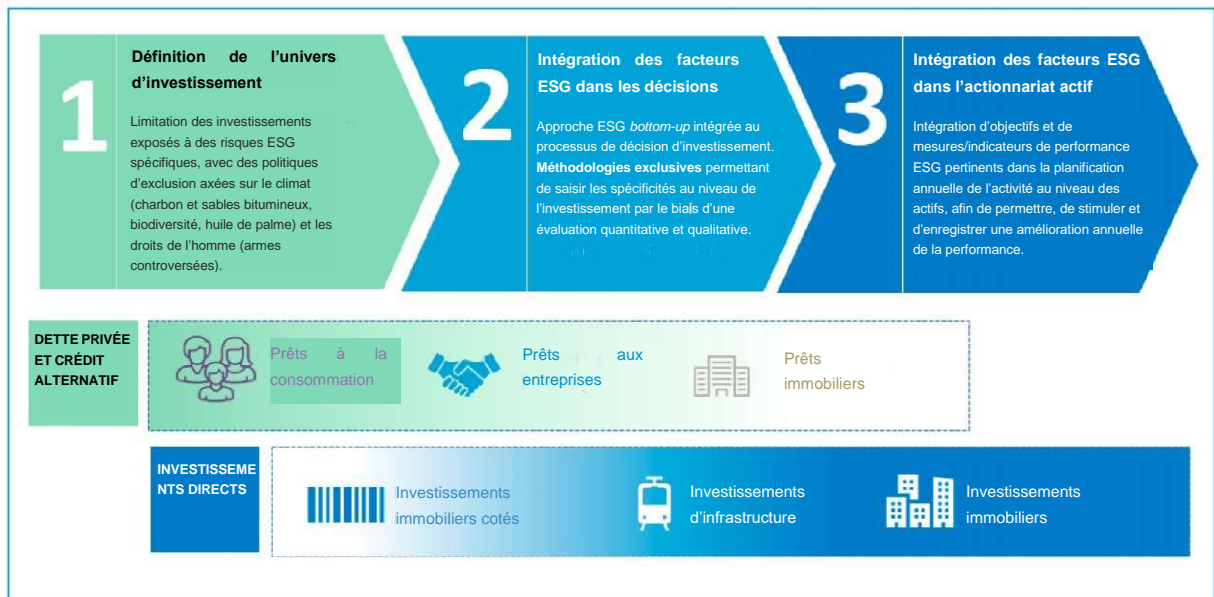 1
Définition de l’univers
d’investissement
Limitation des investissements
exposés à des risques ESG
spécifiques, avec des politiques
d’exclusion axées sur le climat
(charbon et sables bitumineux,
biodiversité, huile de palme) et les
droits de l’homme (armes
controversées).
2
Intégration des facteurs
ESG dans les décisions
Approche ESG bottom-up intégrée au
processus de décision d’investissement.
Méthodologies exclusives permettant
de saisir les spécificités au niveau de
l’investissement par le biais d’une
évaluation quantitative et qualitative.
3
Intégration des facteurs ESG
dans l’actionnariat actif
Intégration d’objectifs et de
mesures/indicateurs de performance
ESG pertinents dans la planification
annuelle de l’activité au niveau des
actifs, afin de permettre, de stimuler et
d’enregistrer une amélioration annuelle
de la performance.
DETTE PRIVÉE
ET CRÉDIT
ALTERNATIF
Prêts à la
consommation
Prêts aux
entreprises
Prêts
immobiliers
INVESTISSEME
NTS DIRECTS
Investissements
immobiliers cotés
Investissements
d’infrastructure
Investissements
immobiliers